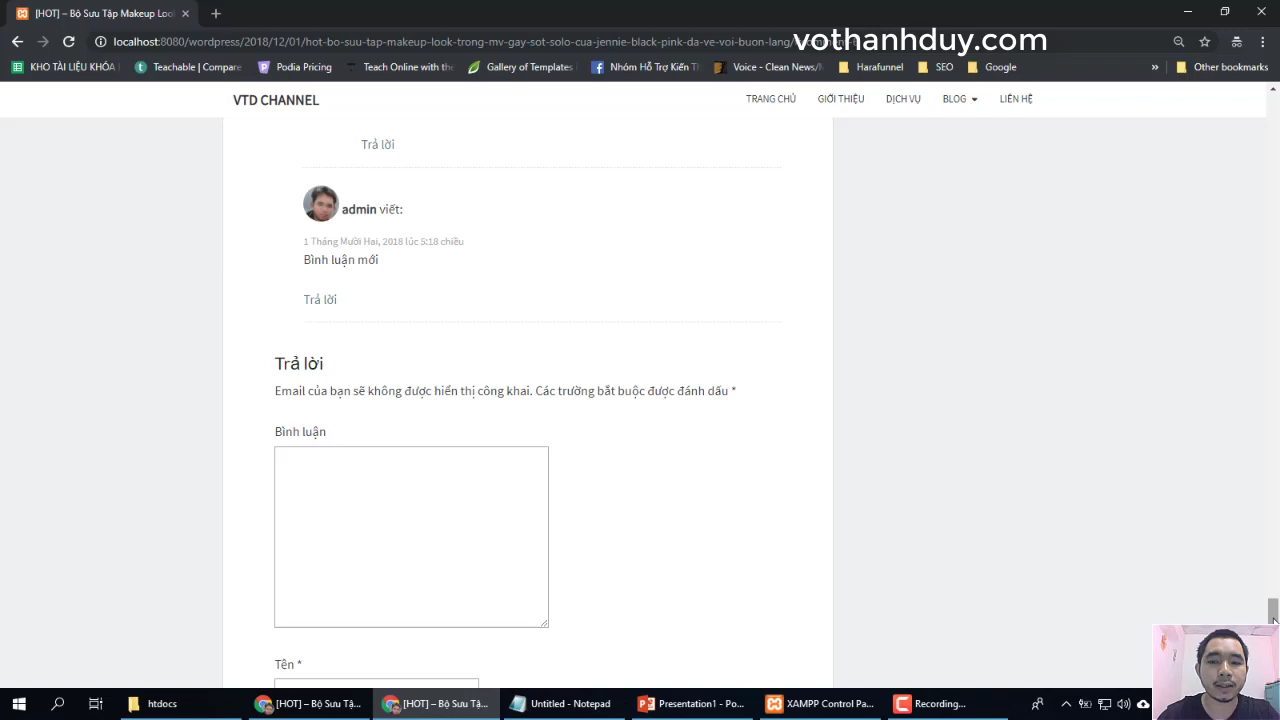 [HOT] – Bộ Sưu Tập Makeup Loo
localhost:8080/wordpress/2018/12/01/hot-bo-suu-tap-makeup-look-trong-mv-gay-sot-solo-cua-jennie-black-pink-da-ve-voi-buon-lang/
vothanhduy.com
KHO TÀI LIỆU KHÓA
Teachable | Compare
Podia Pricing
Teach Online with the
Gallery of Templates
Nhóm Hỗ Trợ Kiến T
Voice - Clean News/
Harafunnel
SEO
Google
»
Other bookmarks
VTD CHANNEL
TRANG CHỦ
GIỚI THIỆU
DỊCH VỤ
BLOG
LIÊN HỆ
Trả lời
admin viết:
1 Tháng Mười Hai, 2018 lúc 5:18 chiều
Bình luận mới
Trả lời
Trả lời
Email của bạn sẽ không được hiển thị công khai. Các trường bắt buộc được đánh dấu *
Bình luận
Tên *
htdocs
[HOT] – Bộ Sưu Tậ...
[HOT] – Bộ Sưu Tậ...
Untitled - Notepad
Presentation1 - Po...
XAMPP Control Pa...
Recording...